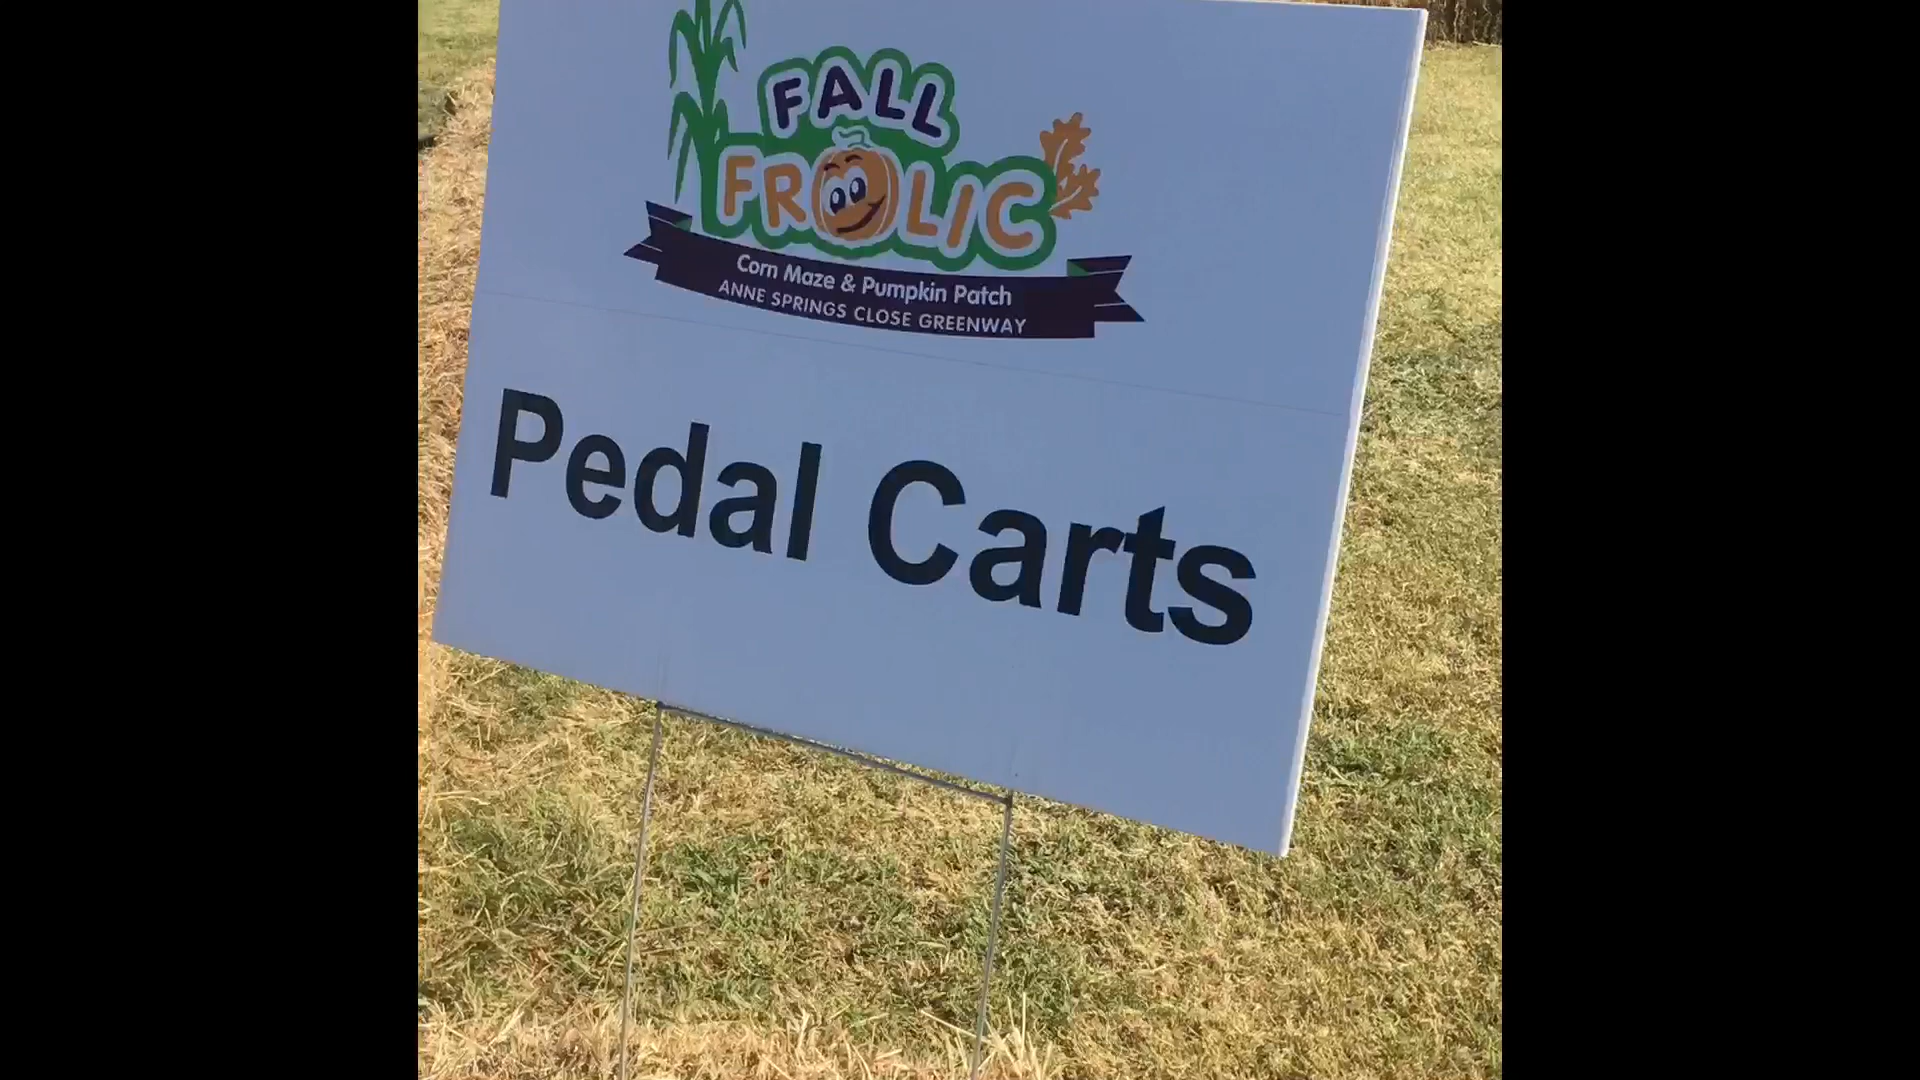 FALL
FROLIC
Corn Maze & Pumpkin Patch
ANNE SPRINGS CLOSE GREENWAY
Pedal Carts